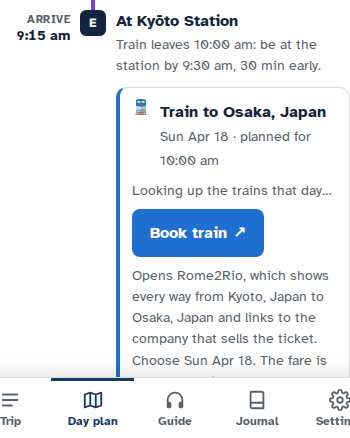 ARRIVE
9:15 am
E
At Kyōto Station
Train leaves 10:00 am: be at the
station by 9:30 am, 30 min early.
Train to Osaka, Japan
Sun Apr 18 · planned for
10:00 am
Looking up the trains that day…
Book train ↗
Opens Rome2Rio, which shows
every way from Kyoto, Japan to
Osaka, Japan and links to the
company that sells the ticket.
Choose Sun Apr 18. The fare is
Trip
Day plan
Guide
Journal